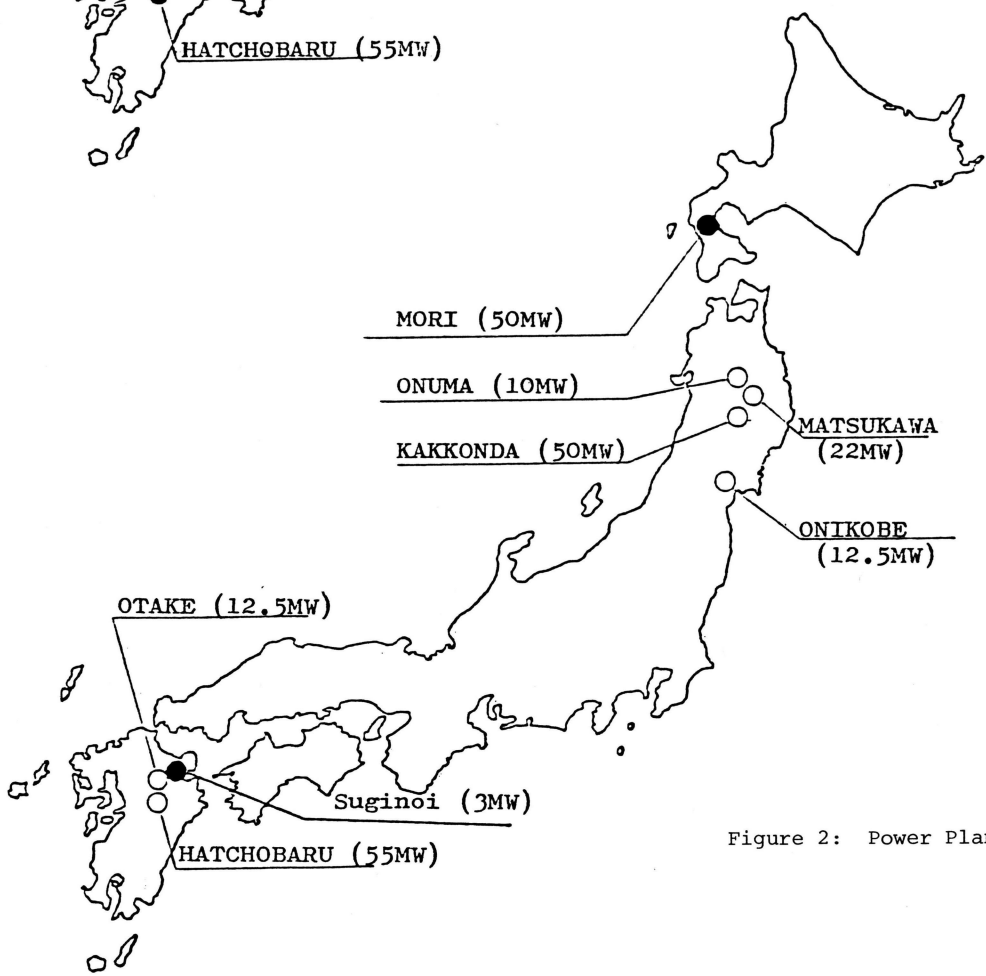 HATCHOBARU (55MW)
MORI (50MW)
ONUMA (10MW)
KAKKONDA (50MW)
MATSUKAWA
(22MW)
ONIKOBE
(12.5MW)
OTAKE (12.5MW)
Suginoi (3MW)
HATCHOBARU (55MW)
Figure 2: Power Plan